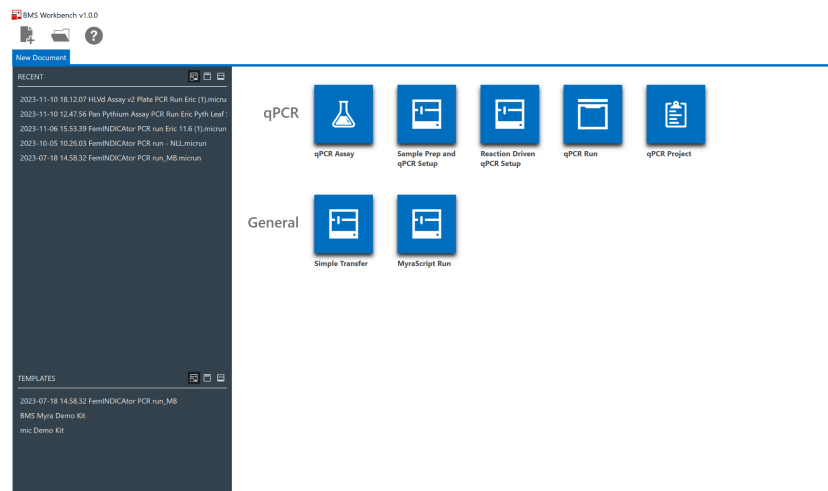 BMS Workbench v1.0.0
New Document
RECENT
2023-11-10 18.12.07 HLVd Assay v2 Plate PCR Run Eric (1).micru
2023-11-10 12.47.56 Pan Pythium Assay PCR Run Eric Pyth Leaf
2023-11-06 15.53.39 FemINDICAtor PCR run Eric 11.6 (1).micrun
2023-10-05 10.26.03 FemINDICAtor PCR run - NLL.micrun
2023-07-18 14.58.32 FemINDICAtor PCR run_MB.micrun
qPCR
qPCR Assay
Sample Prep and
qPCR Setup
Reaction Driven
qPCR Setup
qPCR Run
qPCR Project
General
Simple Transfer
MyraScript Run
TEMPLATES
2023-07-18 14.58.32 FemINDICAtor PCR run_MB
BMS Myra Demo Kit
mic Demo Kit